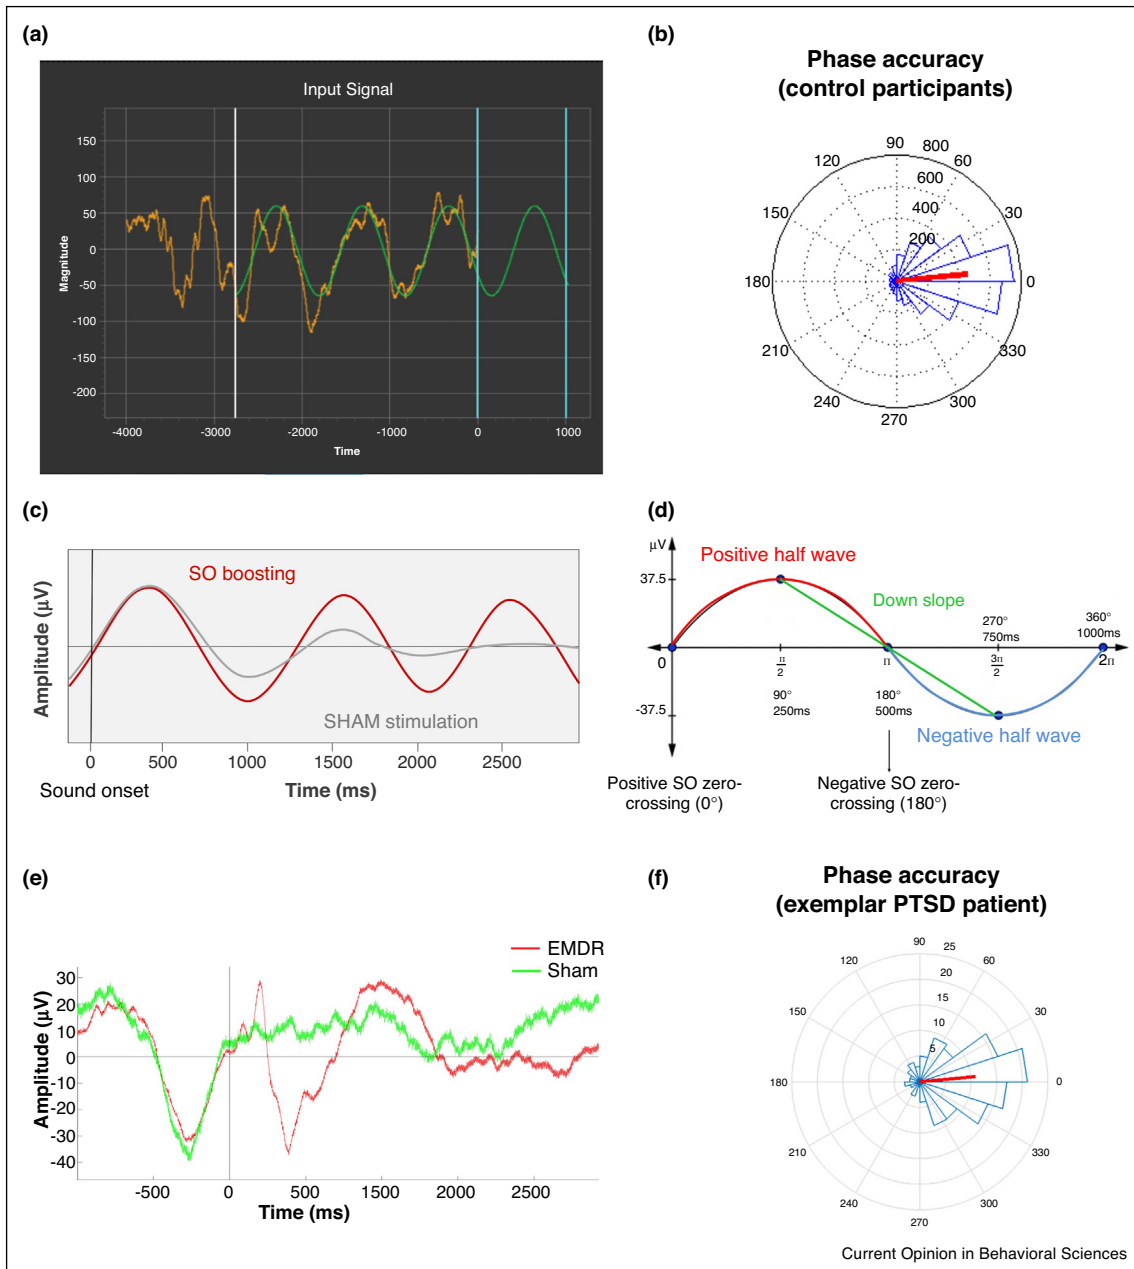 (a)
Input Signal
150
100
50
0
-50
-100
-150
-200
Magnitude
-4000
-3000
-2000
-1000
0
1000
Time
(b)
Phase accuracy
(control participants)
90
800
60
600
400
200
30
0
330
300
270
240
210
180
150
120
(c)
SO boosting
SHAM stimulation
Amplitude (μV)
0
500
1000
1500
2000
2500
Sound onset
Time (ms)
(d)
μV
37.5
-37.5
Positive half wave
Down slope
Negative half wave
0
π
2
90°
250ms
π
180°
500ms
270°
750ms
3π
2
360°
1000ms
2π
Positive SO zero-
crossing (0°)
Negative SO zero-
crossing (180°)
(e)
EMDR
Sham
Amplitude (μV)
30
20
10
0
-10
-20
-30
-40
-500
0
500
1000
1500
2000
2500
Time (ms)
(f)
Phase accuracy
(exemplar PTSD patient)
90
25
20
15
10
5
60
30
0
330
300
270
240
210
180
150
120
Current Opinion in Behavioral Sciences